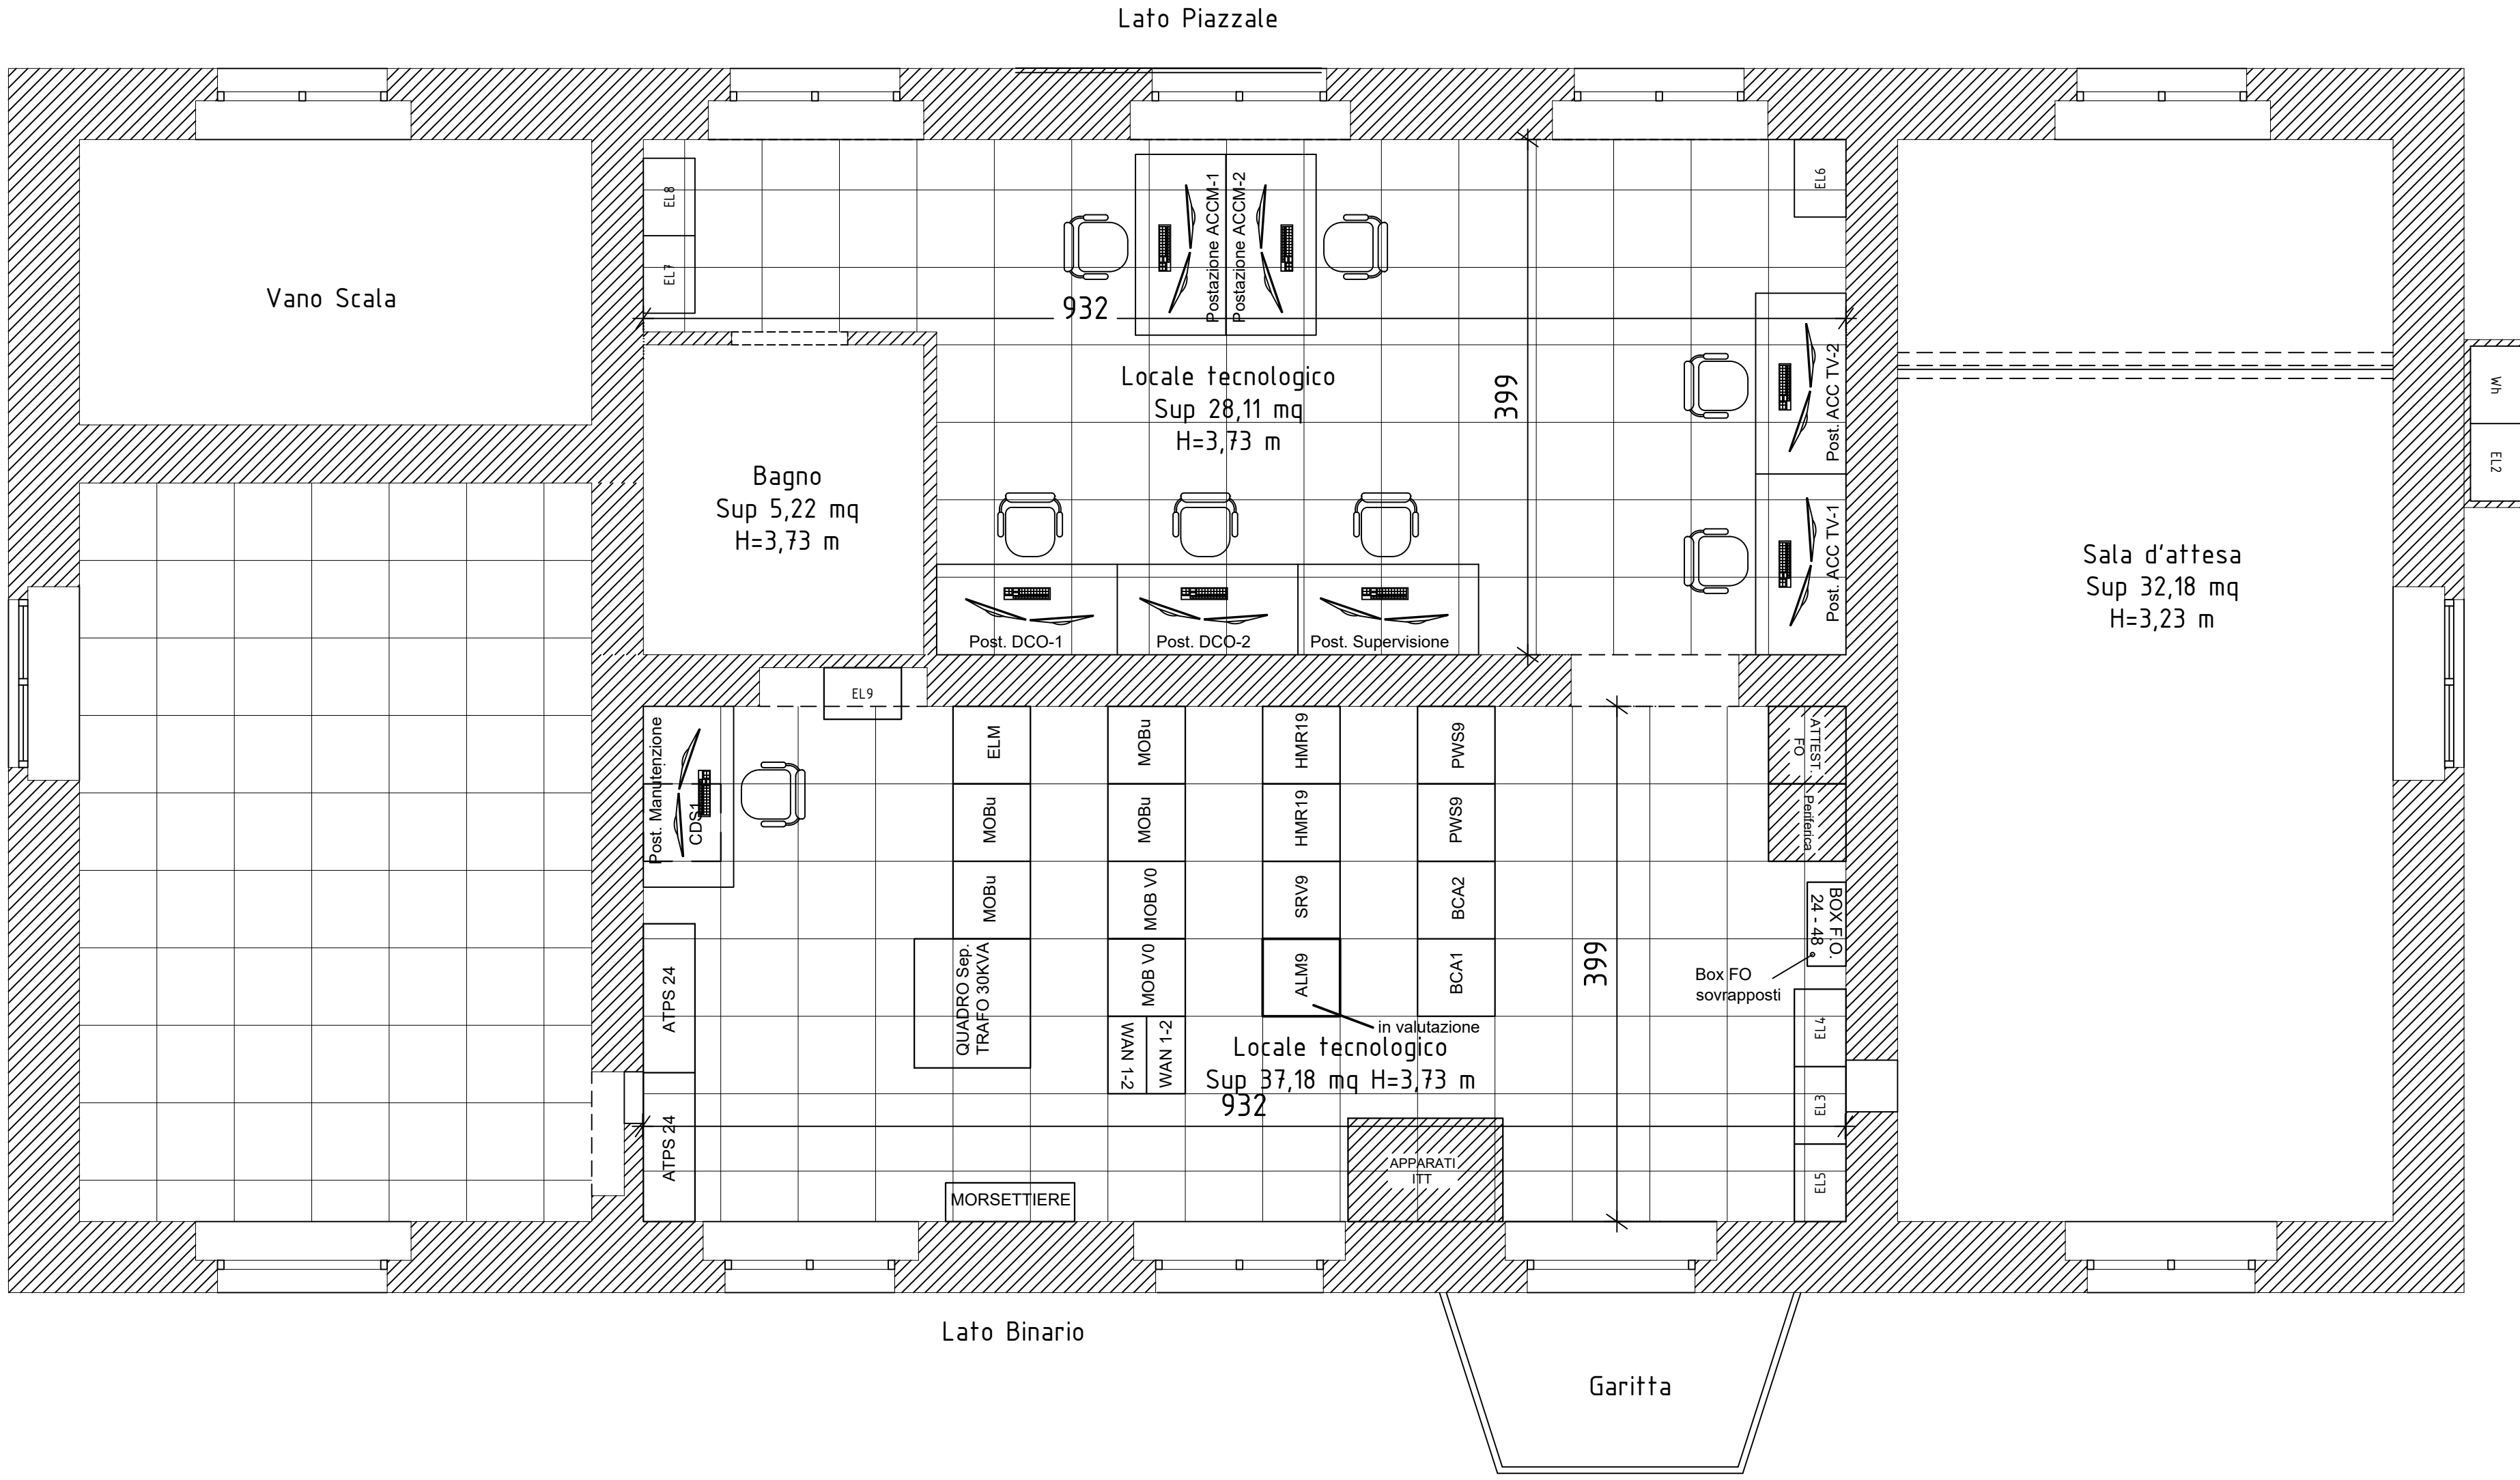 Lato Piazzale
EL8
EL7
Postazione ACCM-1
Postazione ACCM-2
EL6
Vano Scala
932
Locale tecnologico
Sup 28,11 mq
H=3,73 m
399
Post. ACC TV-2
Post. ACC TV-1
Wh
EL2
Bagno
Sup 5,22 mq
H=3,73 m
Sala d'attesa
Sup 32,18 mq
H=3,23 m
Post. DCO-1
Post. DCO-2
Post. Supervisione
EL9
Post. Manutenzione
CDS1
ELM
MOBu
MOBu
QUADRO Sep.
TRAFO 30KVA
MOBu
MOBu
MOB V0
MOB V0
WAN 1-2
WAN 1-2
HMR19
HMR19
SRV9
ALM9
in valutazione
PWS9
PWS9
BCA2
BCA1
ATTEST.
FO
Periferica
BOX F.O.
24 - 48
Box FO
sovrapposti
399
EL4
EL3
EL5
ATPS 24
ATPS 24
Locale tecnologico
Sup 37,18 mq H=3,73 m
932
APPARATI
ITT
MORSETTIERE
Lato Binario
Garitta